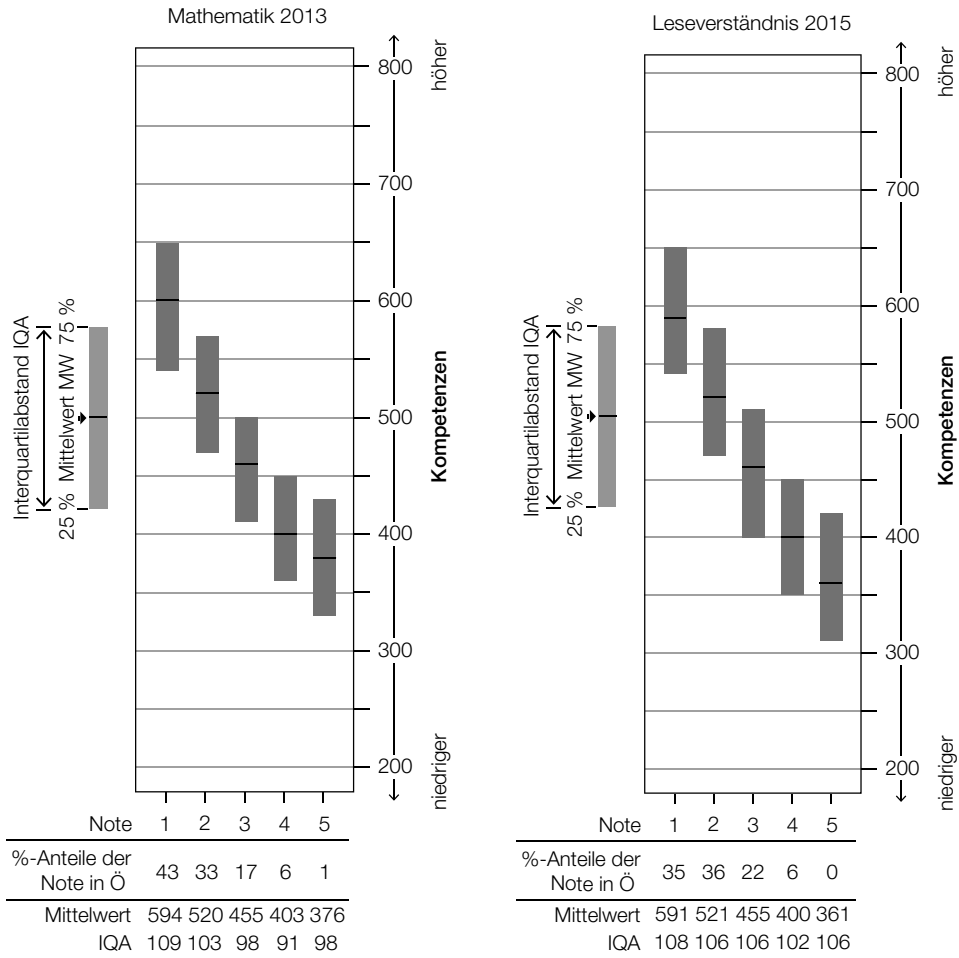 Mathematik 2013
800
700
600
500
400
300
200
höher
Kompetenzen
niedriger
Interquartilabstand IQA
25 % Mittelwert MW 75 %
Note 1 2 3 4 5
%-Anteile der
Note in Ö 43 33 17 6 1
Mittelwert 594 520 455 403 376
IQA 109 103 98 91 98
Leseverständnis 2015
800
700
600
500
400
300
200
höher
Kompetenzen
niedriger
Interquartilabstand IQA
25 % Mittelwert MW 75 %
Note 1 2 3 4 5
%-Anteile der
Note in Ö 35 36 22 6 0
Mittelwert 591 521 455 400 361
IQA 108 106 106 102 106